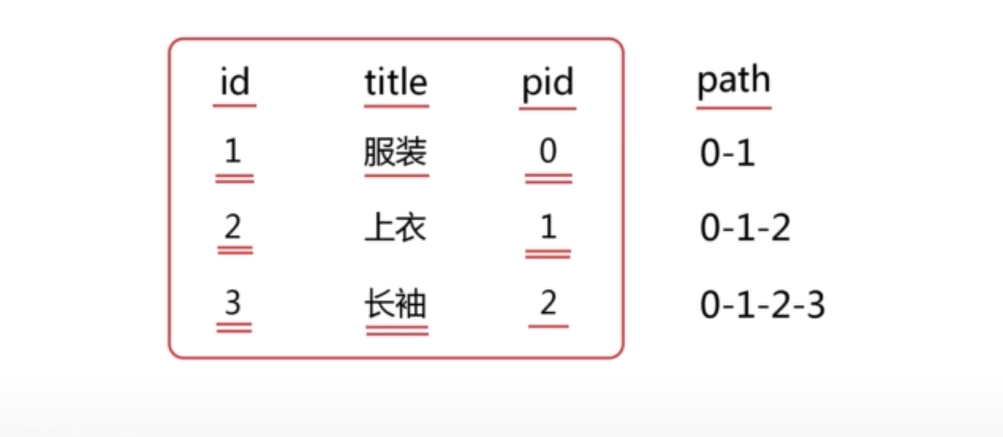 id title pid path
1 服装 0 0-1
2 上衣 1 0-1-2
3 长袖 2 0-1-2-3